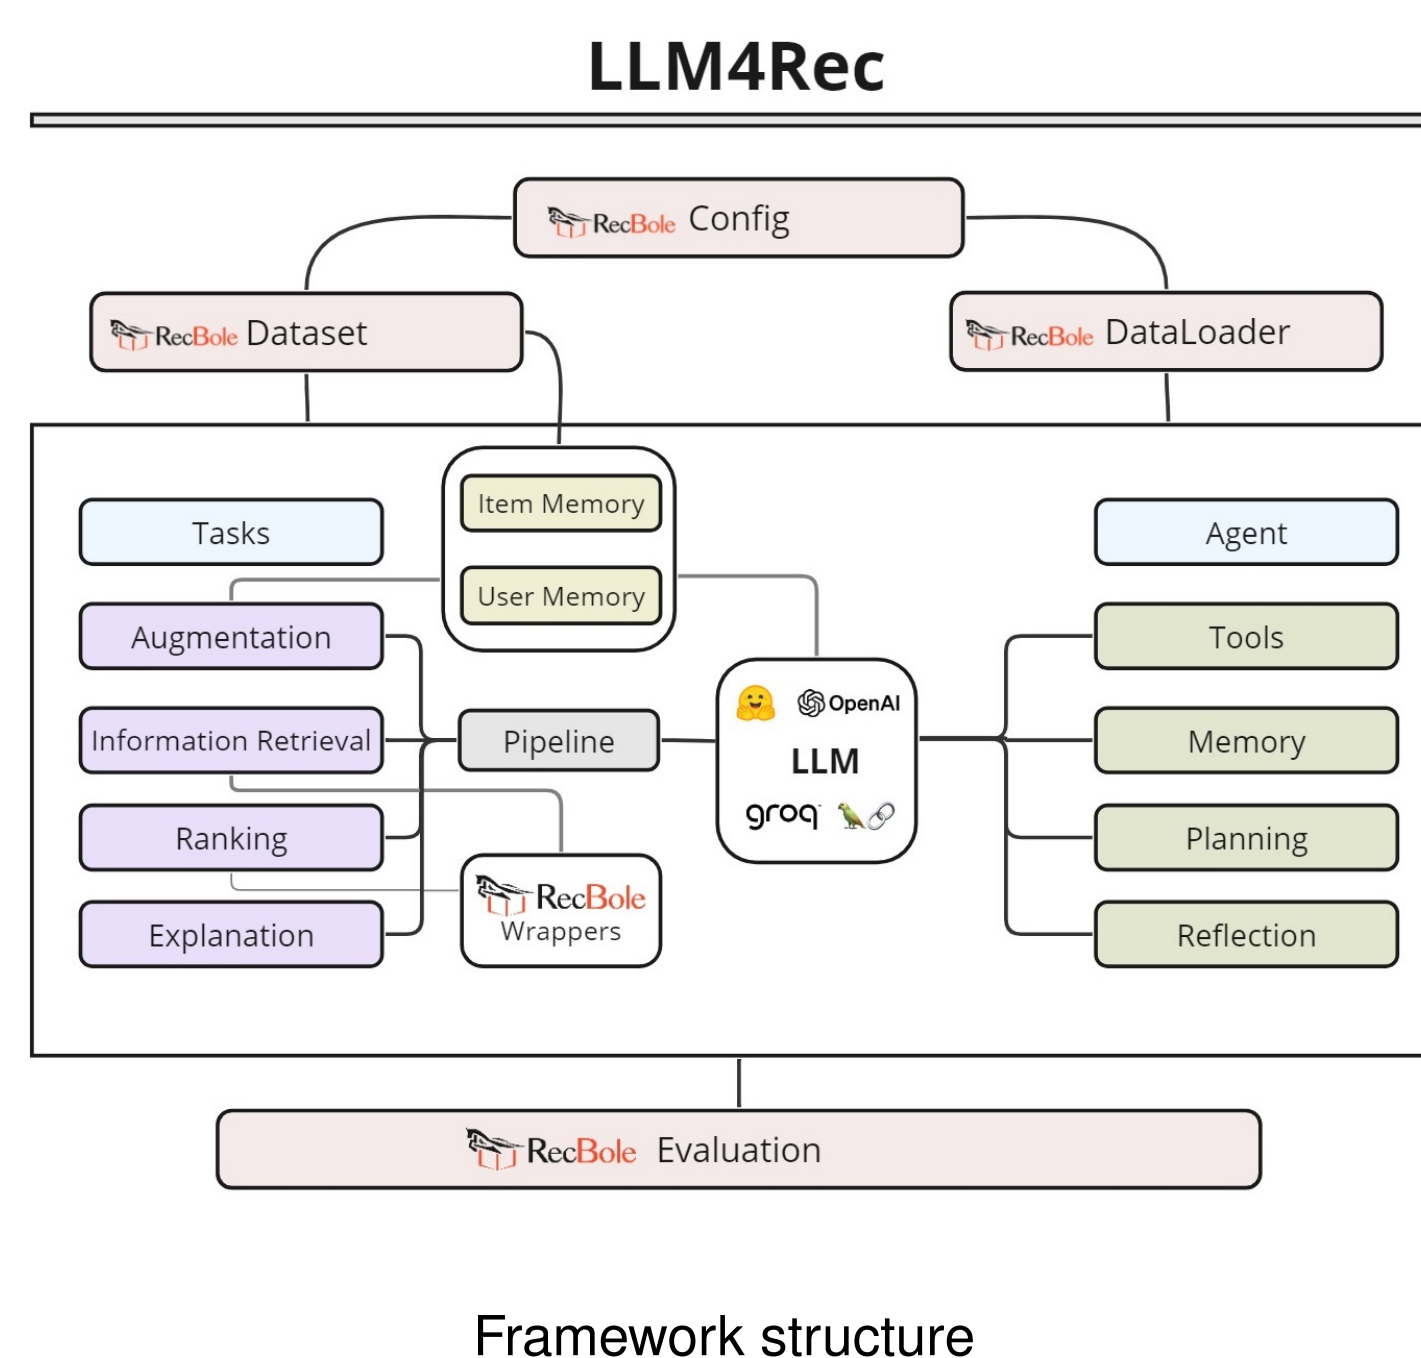 LLM4Rec
RecBole Config
RecBole Dataset
RecBole DataLoader
Item Memory
User Memory
Tasks
Augmentation
Information Retrieval
Ranking
Explanation
Pipeline
RecBole
Wrappers
OpenAI
LLM
groq
Agent
Tools
Memory
Planning
Reflection
RecBole Evaluation
Framework structure